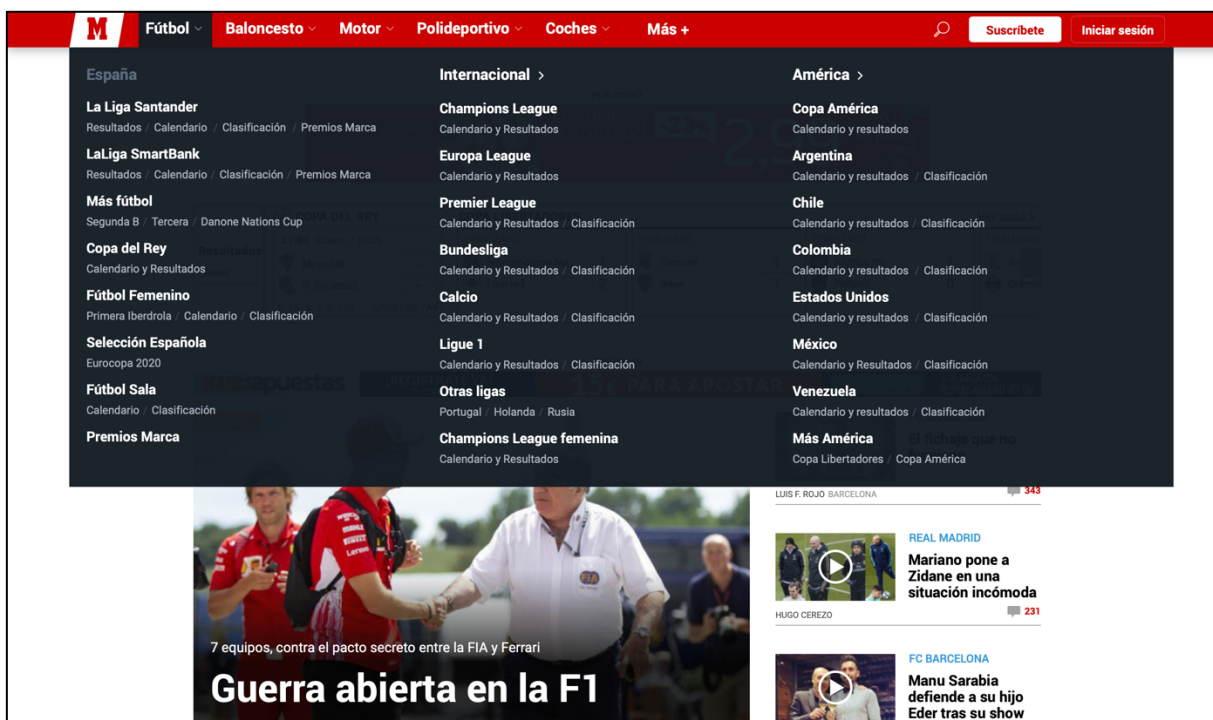 M
Fútbol
Baloncesto
Motor
Polideportivo
Coches
Más +
Suscríbete
Iniciar sesión
España
La Liga Santander
Resultados / Calendario / Clasificación / Premios Marca
LaLiga SmartBank
Resultados / Calendario / Clasificación / Premios Marca
Más fútbol
Segunda B / Tercera / Danone Nations Cup
Copa del Rey
Calendario y Resultados
Fútbol Femenino
Primera Iberdrola / Calendario / Clasificación
Selección Española
Eurocopa 2020
Fútbol Sala
Calendario / Clasificación
Premios Marca
Internacional >
Champions League
Calendario y Resultados
Europa League
Calendario y Resultados
Premier League
Calendario y Resultados / Clasificación
Bundesliga
Calendario y Resultados / Clasificación
Calcio
Calendario y Resultados / Clasificación
Ligue 1
Calendario y Resultados / Clasificación
Otras ligas
Portugal / Holanda / Rusia
Champions League femenina
Calendario y Resultados
América >
Copa América
Calendario y resultados
Argentina
Calendario y resultados / Clasificación
Chile
Calendario y resultados / Clasificación
Colombia
Calendario y resultados / Clasificación
Estados Unidos
Calendario y resultados / Clasificación
México
Calendario y Resultados / Clasificación
Venezuela
Calendario y resultados / Clasificación
Más América
Copa Libertadores / Copa América
El fichaje que no
LUIS F. ROJO BARCELONA
343
FIA
7 equipos, contra el pacto secreto entre la FIA y Ferrari
Guerra abierta en la F1
REAL MADRID
Mariano pone a
Zidane en una
situación incómoda
HUGO CEREZO
231
FC BARCELONA
Manu Sarabia
defiende a su hijo
Eder tras su show